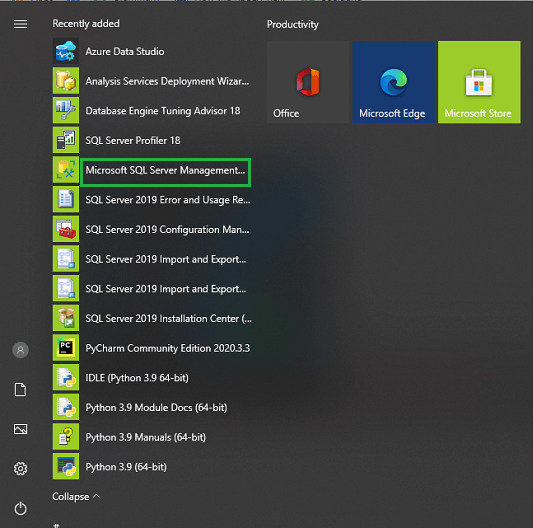 Recently added
Productivity
Azure Data Studio
Analysis Services Deployment Wizar...
Database Engine Tuning Advisor 18
SQL Server Profiler 18
Microsoft SQL Server Management...
SQL Server 2019 Error and Usage Re...
SQL Server 2019 Configuration Man...
SQL Server 2019 Import and Export...
SQL Server 2019 Import and Export...
SQL Server 2019 Installation Center (...
PC
PyCharm Community Edition 2020.3.3
IDLE (Python 3.9 64-bit)
Python 3.9 Module Docs (64-bit)
Python 3.9 Manuals (64-bit)
Python 3.9 (64-bit)
Collapse
Office
Microsoft Edge
Microsoft Store